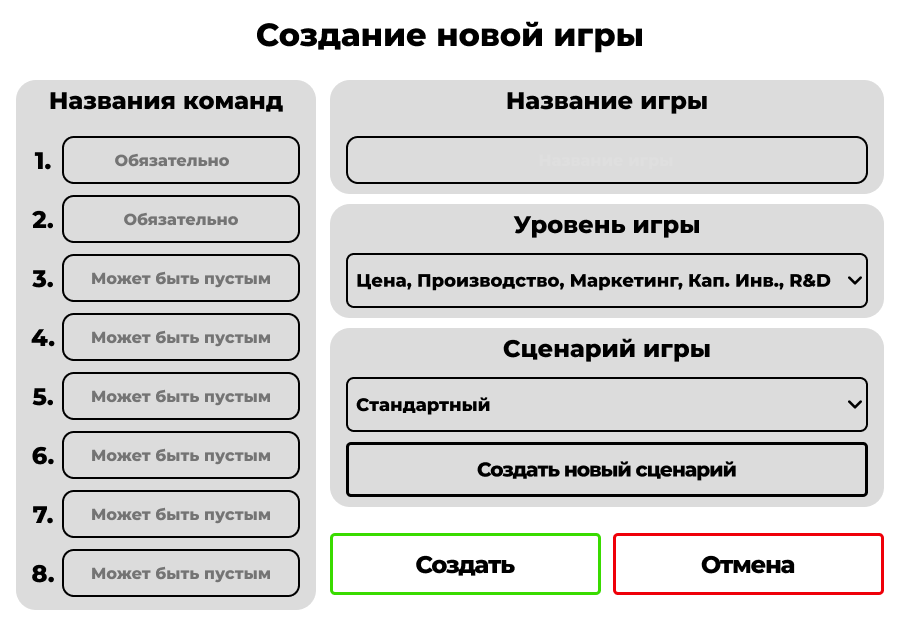 Создание новой игры
Названия команд
1. Обязательно
2. Обязательно
3. Может быть пустым
4. Может быть пустым
5. Может быть пустым
6. Может быть пустым
7. Может быть пустым
8. Может быть пустым
Название игры
Название игры
Уровень игры
Цена, Производство, Маркетинг, Кап. Инв., R&D
Сценарий игры
Стандартный
Создать новый сценарий
Создать
Отмена